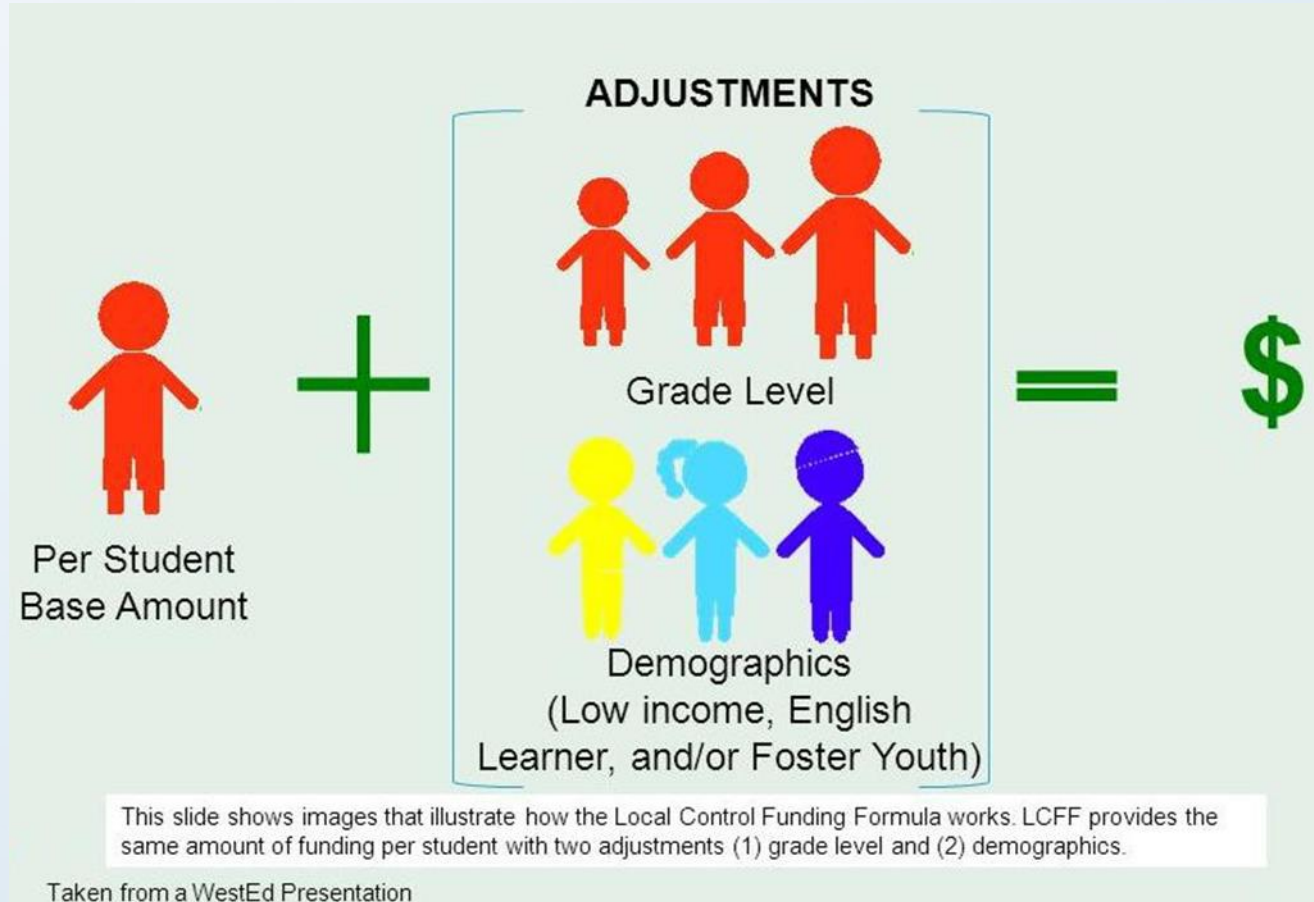 ADJUSTMENTS
Grade Level
+
=
$
Per Student
Base Amount
Demographics
(Low income, English
Learner, and/or Foster Youth)
This slide shows images that illustrate how the Local Control Funding Formula works. LCFF provides the
same amount of funding per student with two adjustments (1) grade level and (2) demographics.
Taken from a WestEd Presentation